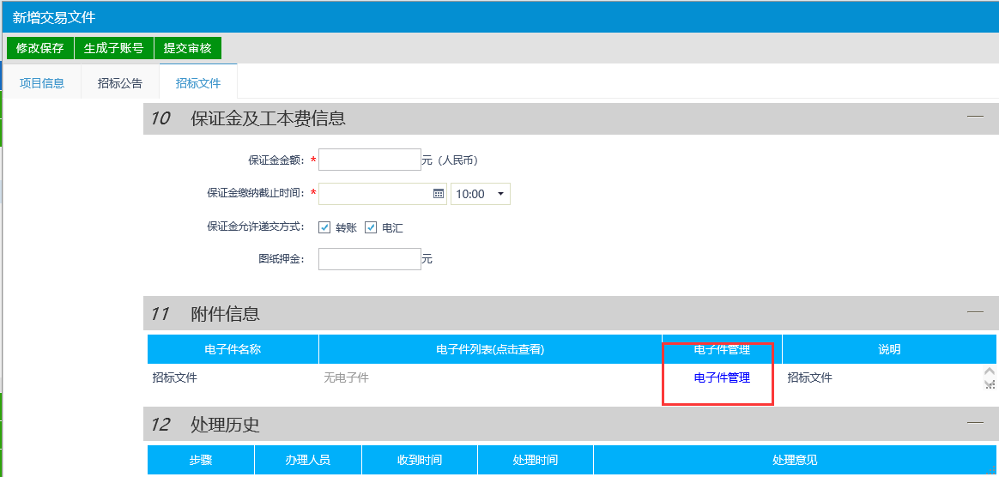 新增交易文件
修改保存 生成子账号 提交审核
项目信息 招标公告 招标文件
10 保证金及工本费信息
保证金金额： * 元（人民币）
保证金缴纳截止时间： * 10:00
保证金允许递交方式： 转账 电汇
图纸押金： 元
11 附件信息
电子件名称 电子件列表(点击查看) 电子件管理 说明
招标文件 无电子件 电子件管理 招标文件
12 处理历史
步骤 办理人员 收到时间 处理时间 处理意见